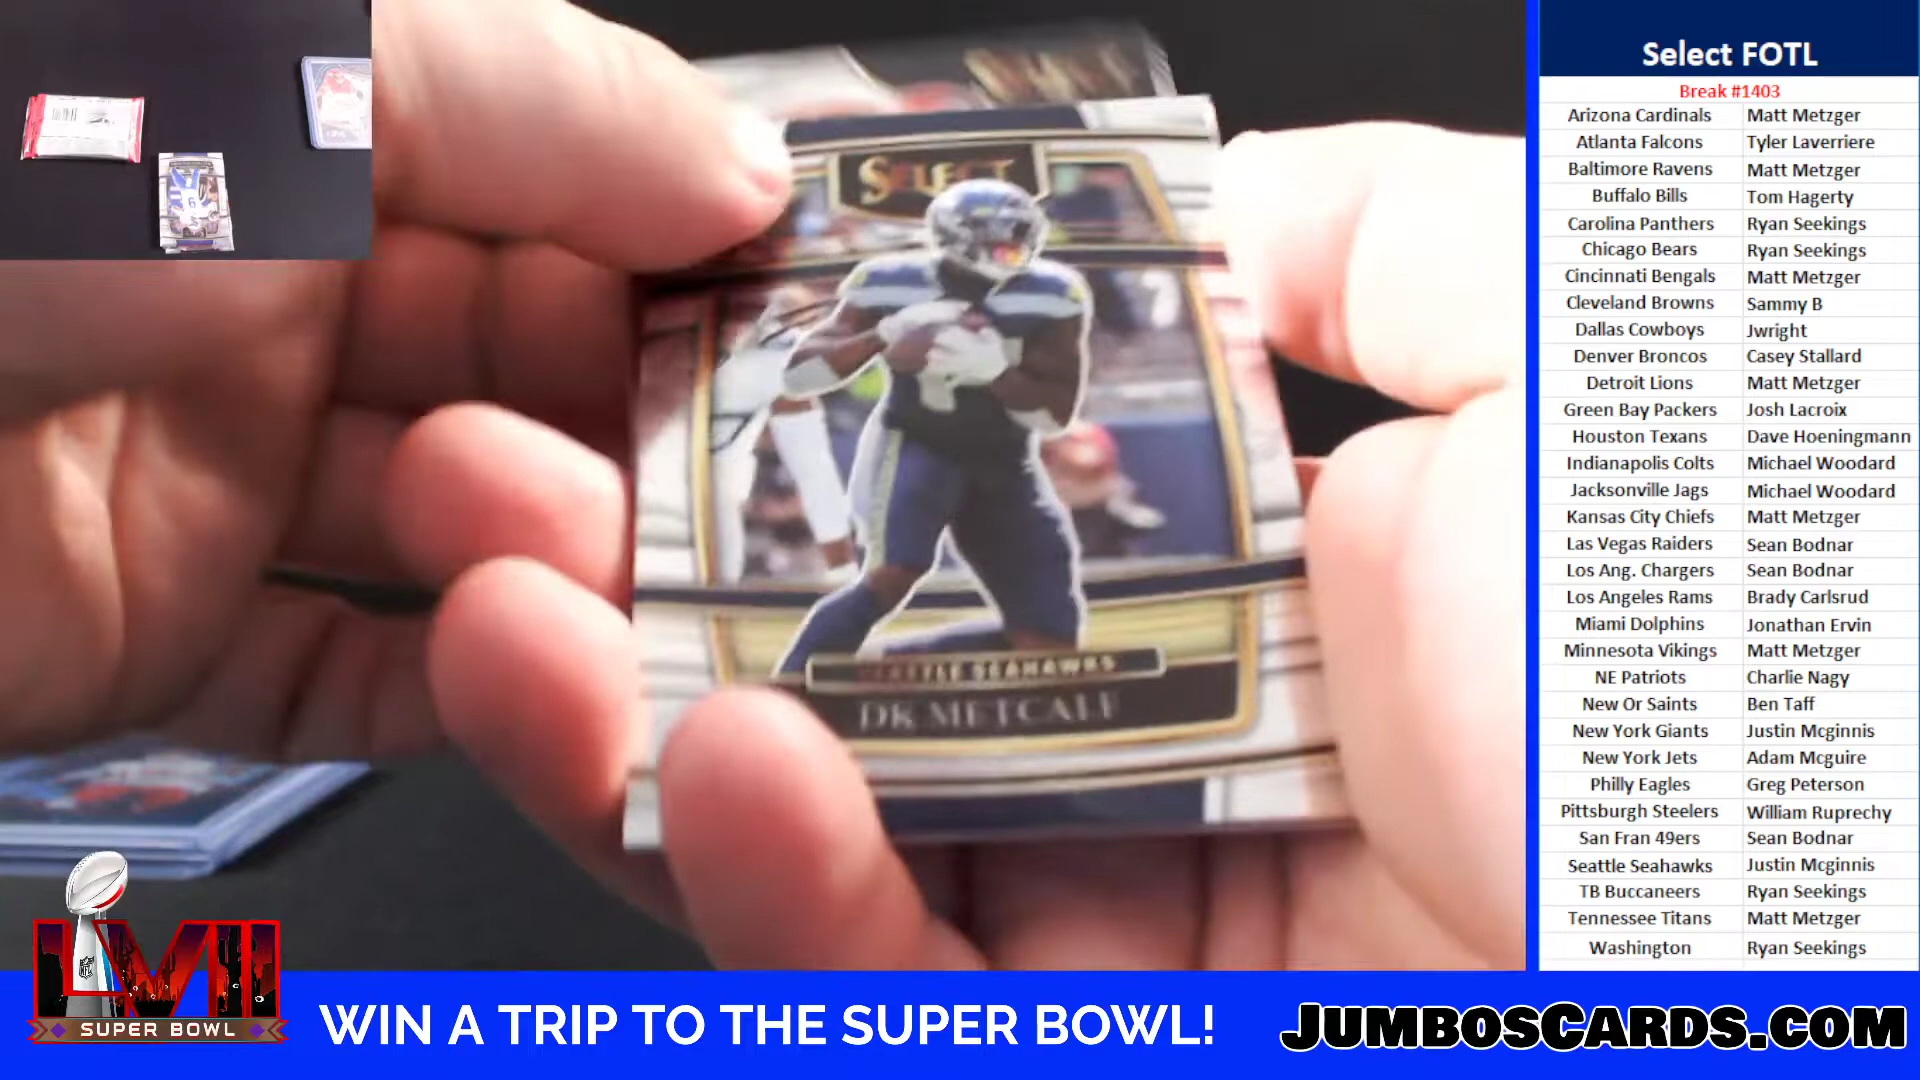 Select FOTL
Break #1403
Arizona Cardinals Matt Metzger
Atlanta Falcons Tyler Laverriere
Baltimore Ravens Matt Metzger
Buffalo Bills Tom Hagerty
Carolina Panthers Ryan Seekings
Chicago Bears Ryan Seekings
Cincinnati Bengals Matt Metzger
Cleveland Browns Sammy B
Dallas Cowboys Jwright
Denver Broncos Casey Stallard
Detroit Lions Matt Metzger
Green Bay Packers Josh Lacroix
Houston Texans Dave Hoeningmann
Indianapolis Colts Michael Woodard
Jacksonville Jags Michael Woodard
Kansas City Chiefs Matt Metzger
Las Vegas Raiders Sean Bodnar
Los Ang. Chargers Sean Bodnar
Los Angeles Rams Brady Carlsrud
Miami Dolphins Jonathan Ervin
Minnesota Vikings Matt Metzger
NE Patriots Charlie Nagy
New Or Saints Ben Taff
New York Giants Justin Mcginnis
New York Jets Adam Mcguire
Philly Eagles Greg Peterson
Pittsburgh Steelers William Ruprechy
San Fran 49ers Sean Bodnar
Seattle Seahawks Justin Mcginnis
TB Buccaneers Ryan Seekings
Tennessee Titans Matt Metzger
Washington Ryan Seekings
SELECT
SEATTLE SEAHAWKS
DK METCALF
LVII
NFL
SUPER BOWL
WIN A TRIP TO THE SUPER BOWL!
JUMBOSCARDS.COM